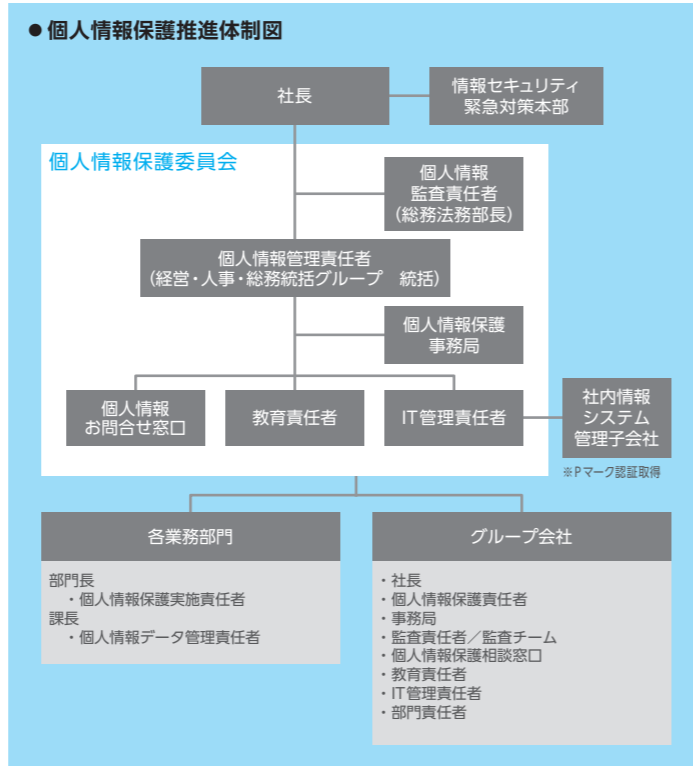 ●個人情報保護推進体制図
社長
情報セキュリティ
緊急対策本部
個人情報保護委員会
個人情報
監査責任者
（総務法務部長）
個人情報管理責任者
（経営・人事・総務統括グループ　統括）
個人情報保護
事務局
個人情報
お問合せ窓口
教育責任者
IT管理責任者
社内情報
システム
管理子会社
※Pマーク認証取得
各業務部門
部門長
・個人情報保護実施責任者
課長
・個人情報データ管理責任者
グループ会社
・社長
・個人情報保護責任者
・事務局
・監査責任者／監査チーム
・個人情報保護相談窓口
・教育責任者
・IT管理責任者
・部門責任者